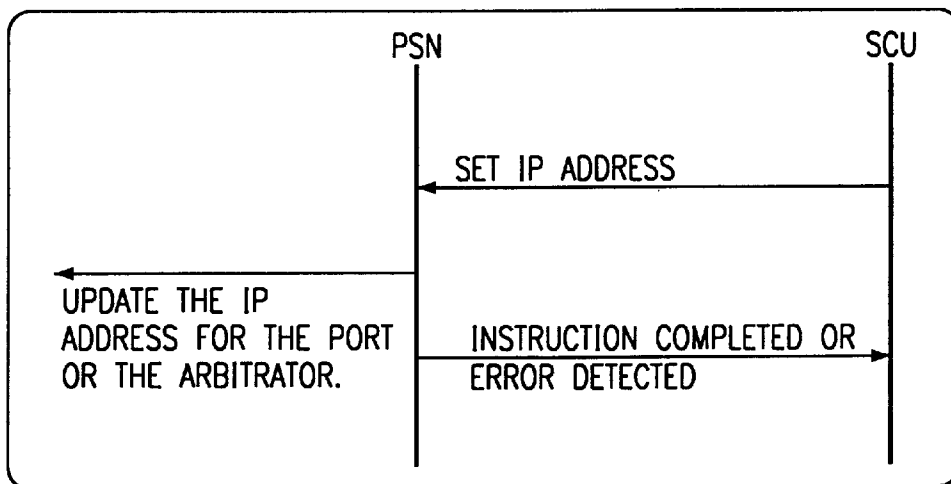 PSN
SCU
SET IP ADDRESS
UPDATE THE IP
ADDRESS FOR THE PORT
OR THE ARBITRATOR.
INSTRUCTION COMPLETED OR
ERROR DETECTED